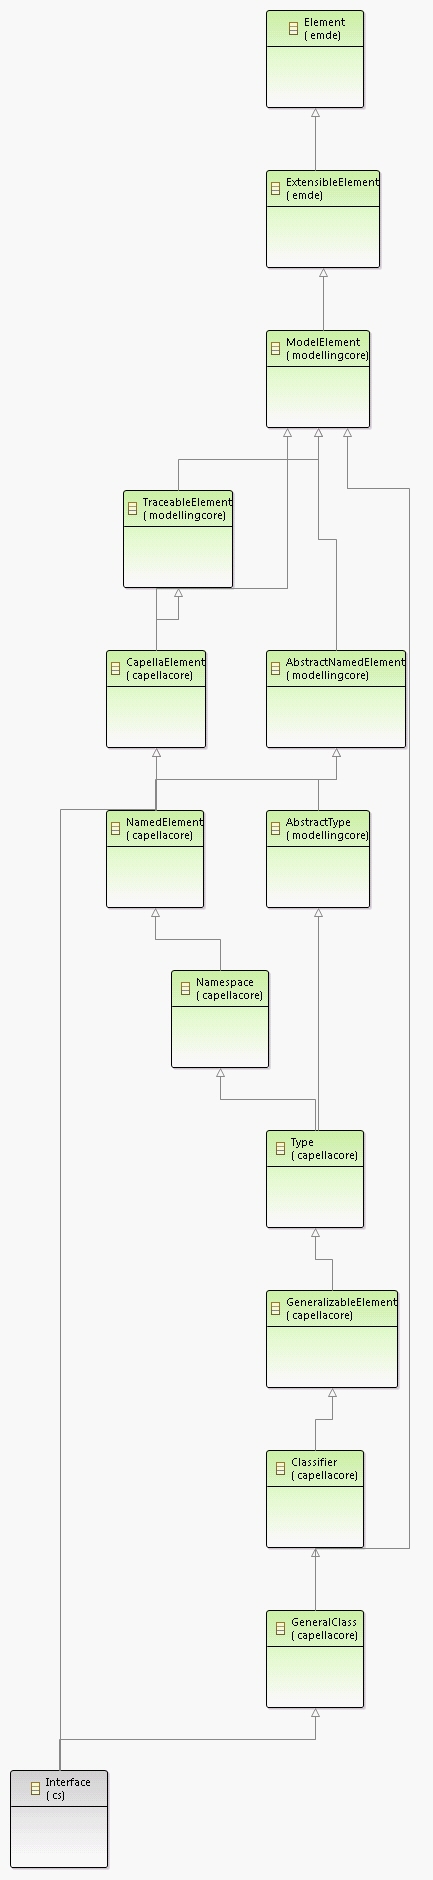 Element
( emde)
ExtensibleElement
( emde)
ModelElement
( modellingcore)
TraceableElement
( modellingcore)
CapellaElement
( capellacore)
AbstractNamedElement
( modellingcore)
NamedElement
( capellacore)
AbstractType
( modellingcore)
Namespace
( capellacore)
Type
( capellacore)
GeneralizableElement
( capellacore)
Classifier
( capellacore)
GeneralClass
( capellacore)
Interface
( cs)